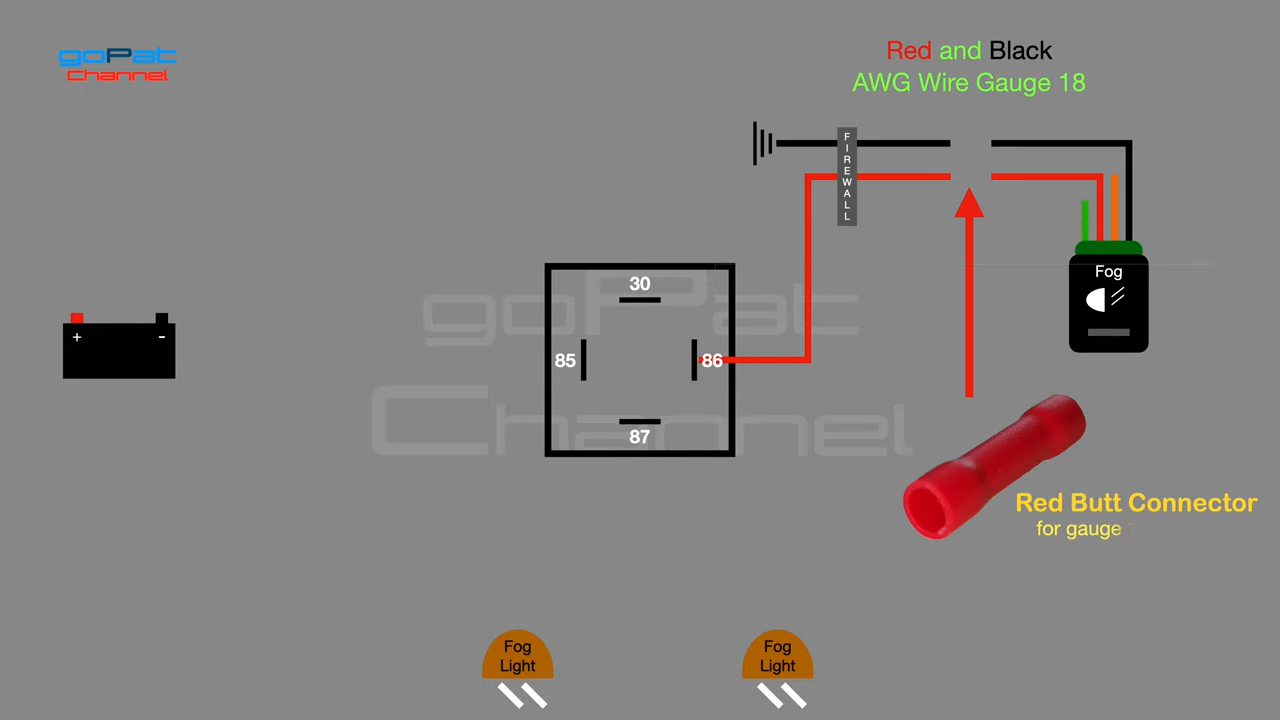 goPat
Channel
Red and Black
AWG Wire Gauge 18
FIREWALL
Fog
30
85
86
87
+
-
goPat
Channel
Red Butt Connector
for gauge
Fog
Light
Fog
Light